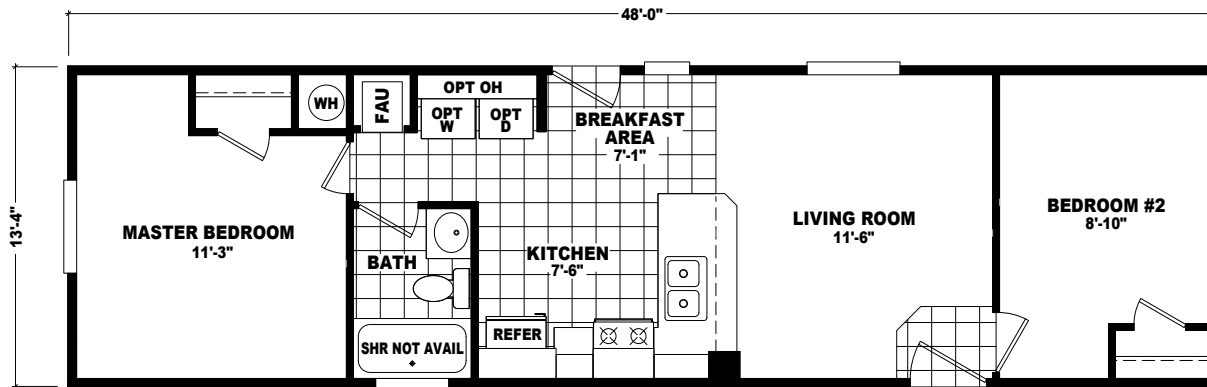 48'-0"
13'-4"
WH
FAU
OPT OH
OPT
W
OPT
D
BREAKFAST
AREA
7'-1"
MASTER BEDROOM
11'-3"
BATH
KITCHEN
7'-6"
LIVING ROOM
11'-6"
BEDROOM #2
8'-10"
REFER
SHR NOT AVAIL